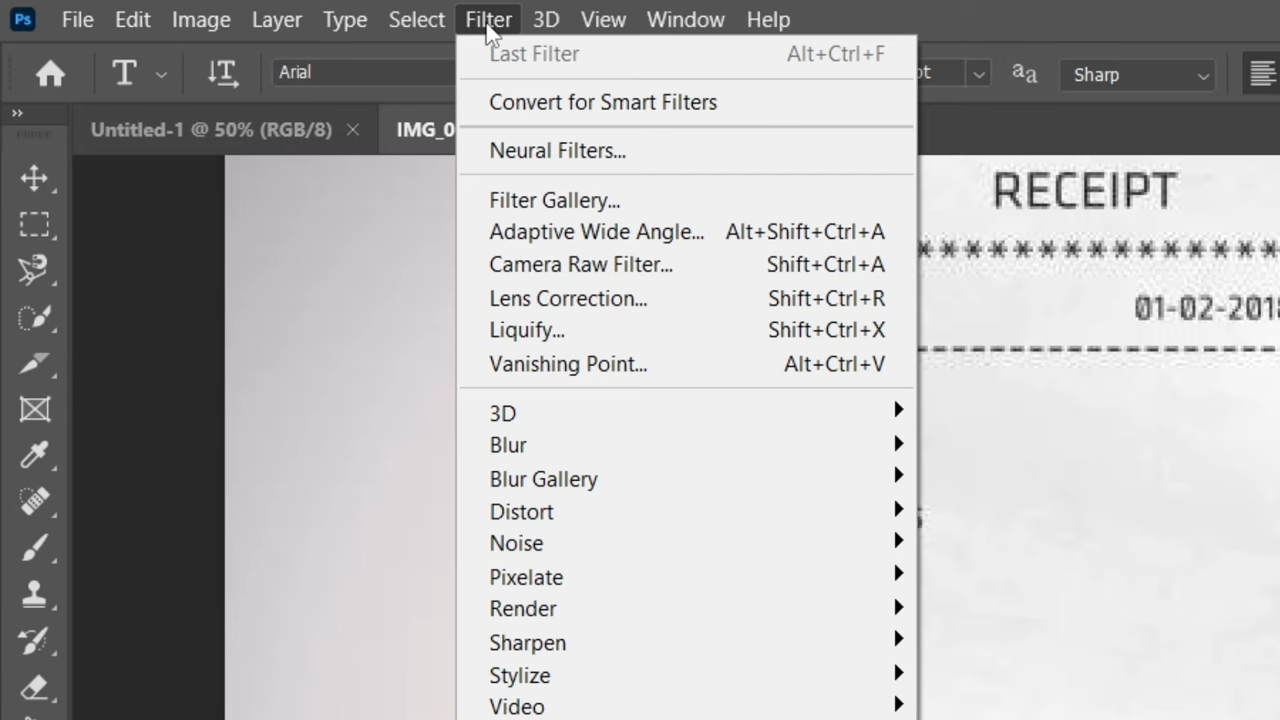 Ps File Edit Image Layer Type Select Filter 3D View Window Help
Last Filter Alt+Ctrl+F
T T Arial pt aa Sharp
Convert for Smart Filters
Untitled-1 @ 50% (RGB/8) × IMG_0
Neural Filters...
RECEIPT
Filter Gallery...
Adaptive Wide Angle... Alt+Shift+Ctrl+A
*****************
Camera Raw Filter... Shift+Ctrl+A
Lens Correction... Shift+Ctrl+R
01-02-2018
Liquify... Shift+Ctrl+X
Vanishing Point... Alt+Ctrl+V
3D
Blur
Blur Gallery
Distort
Noise
Pixelate
Render
Sharpen
Stylize
Video